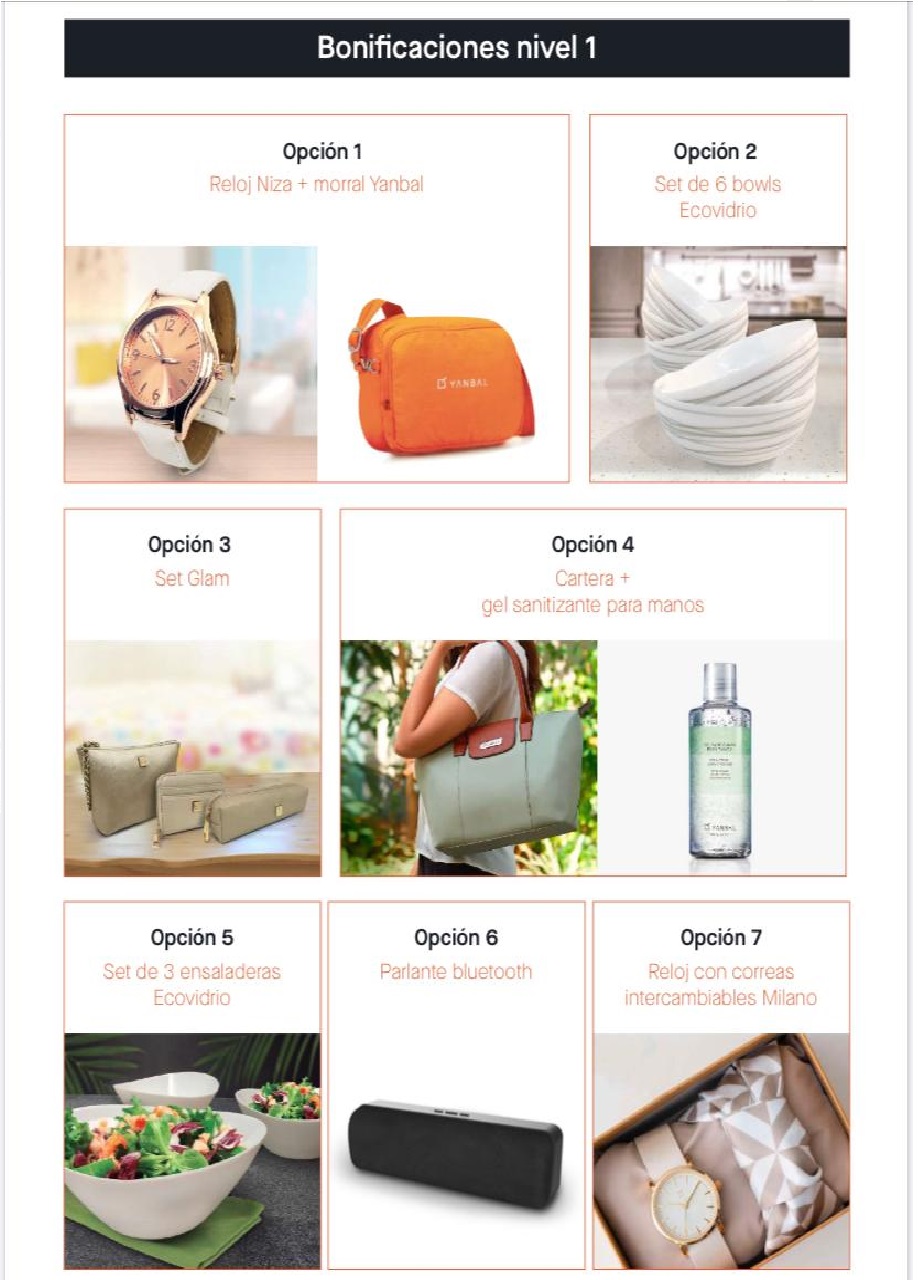 Bonificaciones nivel 1
Opción 1
Reloj Niza + morral Yanbal
YANBAL
Opción 2
Set de 6 bowls
Ecovidrio
Opción 3
Set Glam
Opción 4
Cartera +
gel sanitizante para manos
YANBAL
Opción 5
Set de 3 ensaladeras
Ecovidrio
Opción 6
Parlante bluetooth
Opción 7
Reloj con correas
intercambiables Milano